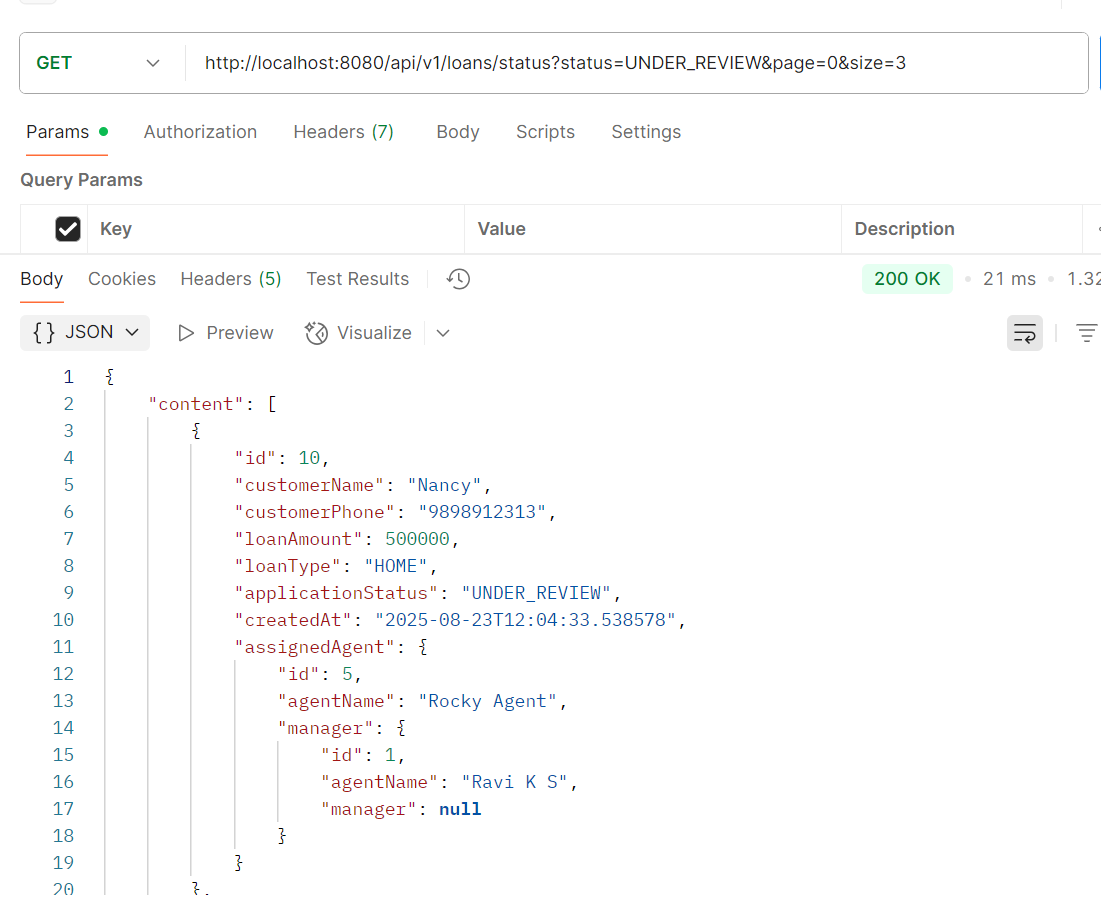 GET http://localhost:8080/api/v1/loans/status?status=UNDER_REVIEW&page=0&size=3
Params Authorization Headers (7) Body Scripts Settings
Query Params
Key Value Description
Body Cookies Headers (5) Test Results 200 OK 21 ms 1.32
{} JSON Preview Visualize
1 {
2 "content": [
3 {
4 "id": 10,
5 "customerName": "Nancy",
6 "customerPhone": "9898912313",
7 "loanAmount": 500000,
8 "loanType": "HOME",
9 "applicationStatus": "UNDER_REVIEW",
10 "createdAt": "2025-08-23T12:04:33.538578",
11 "assignedAgent": {
12 "id": 5,
13 "agentName": "Rocky Agent",
14 "manager": {
15 "id": 1,
16 "agentName": "Ravi K S",
17 "manager": null
18 }
19 }
20 },